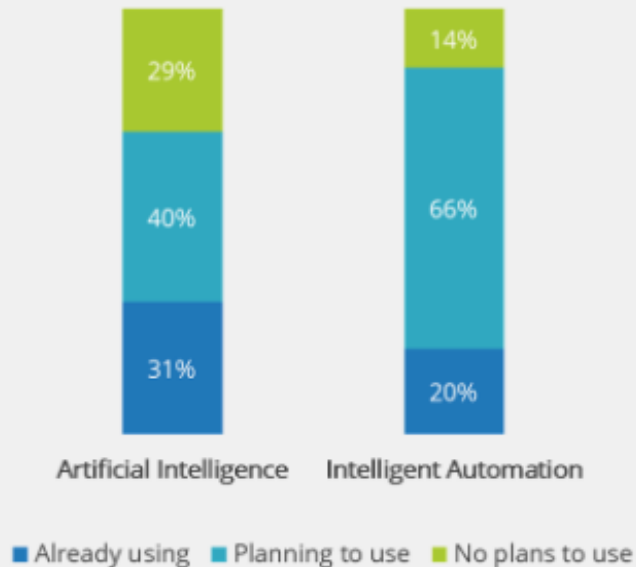 29%
14%
40%
66%
31%
20%
Artificial Intelligence
Intelligent Automation
Already using
Planning to use
No plans to use